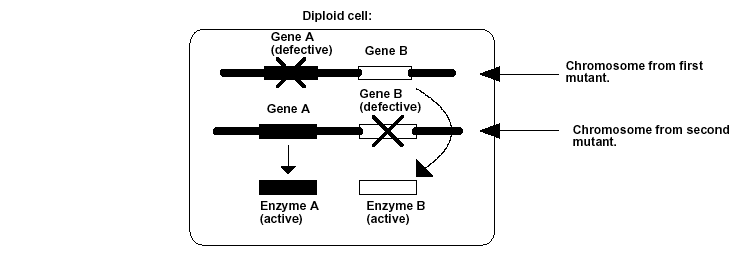 Diploid cell:
Gene A
(defective)
Gene B
Chromosome from first
mutant.
Gene B
(defective)
Gene A
Chromosome from second
mutant.
Enzyme A
(active)
Enzyme B
(active)